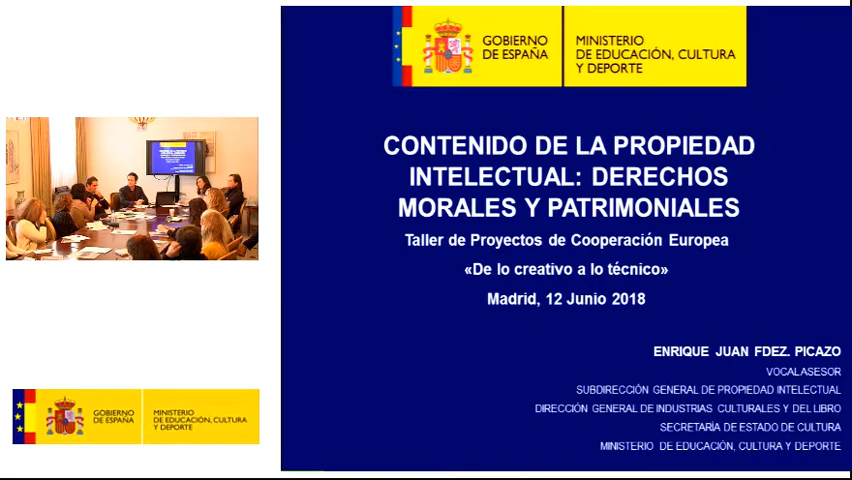 GOBIERNO
DE ESPAÑA
MINISTERIO
DE EDUCACIÓN, CULTURA
Y DEPORTE
CONTENIDO DE LA PROPIEDAD
INTELECTUAL: DERECHOS
MORALES Y PATRIMONIALES
Taller de Proyectos de Cooperación Europea
«De lo creativo a lo técnico»
Madrid, 12 Junio 2018
ENRIQUE JUAN FDEZ. PICAZO
VOCALASESOR
SUBDIRECCIÓN GENERAL DE PROPIEDAD INTELECTUAL
DIRECCIÓN GENERAL DE INDUSTRIAS CULTURALES Y DEL LIBRO
SECRETARÍA DE ESTADO DE CULTURA
MINISTERIO DE EDUCACIÓN, CULTURA Y DEPORTE
GOBIERNO
DE ESPAÑA
MINISTERIO
DE EDUCACIÓN, CULTURA
Y DEPORTE